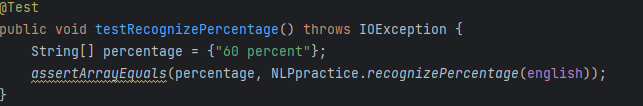 @Test
public void testRecognizePercentage() throws IOException {
    String[] percentage = {"60 percent"};
    assertArrayEquals(percentage, NLPpractice.recognizePercentage(english));
}